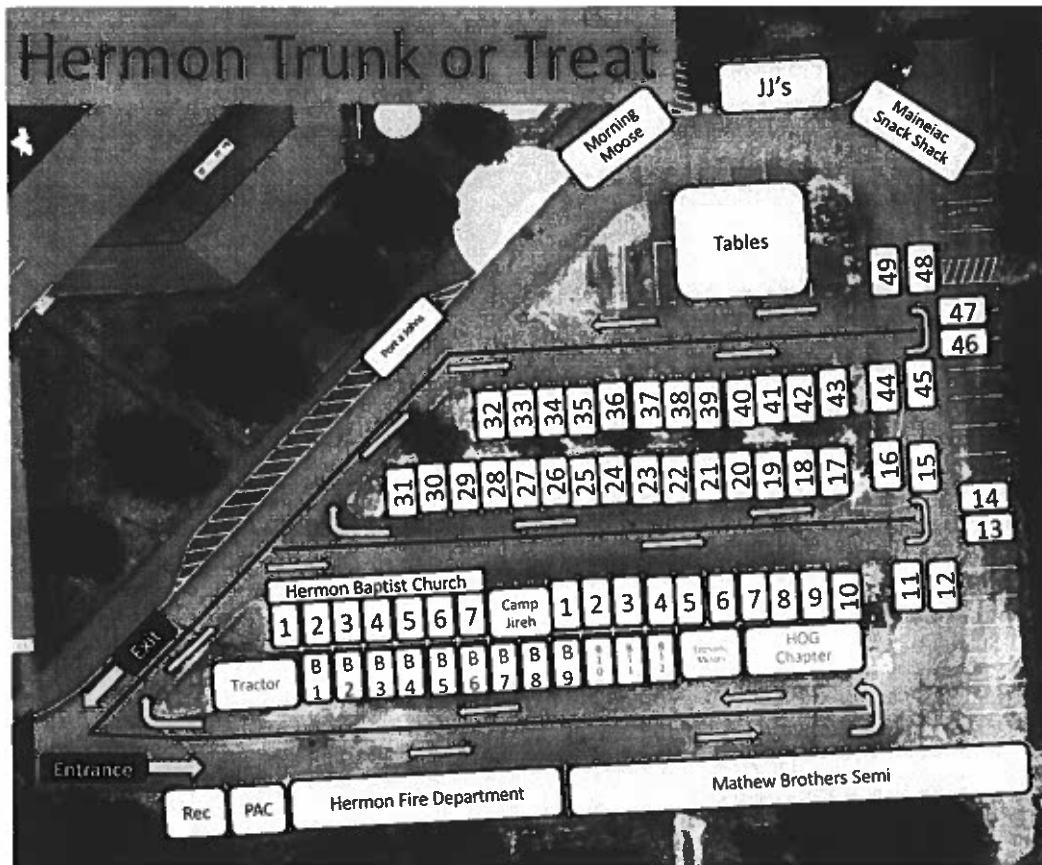 Hermon Trunk or Treat
JJ's
Morning
Moose
Maineiac
Snack Shack
Tables
49
48
47
46
Port a Johns
32
33
34
35
36
37
38
39
40
41
42
43
44
45
31
30
29
28
27
26
25
24
23
22
21
20
19
18
17
16
15
14
13
Hermon Baptist Church
1
2
3
4
5
6
7
Camp
Jireh
1
2
3
4
5
6
7
8
9
10
11
12
Exit
Tractor
B
1
B
2
B
3
B
4
B
5
B
6
B
7
B
8
B
9
B
10
B
11
B
12
HOG
Chapter
Entrance
Rec
PAC
Hermon Fire Department
Mathew Brothers Semi